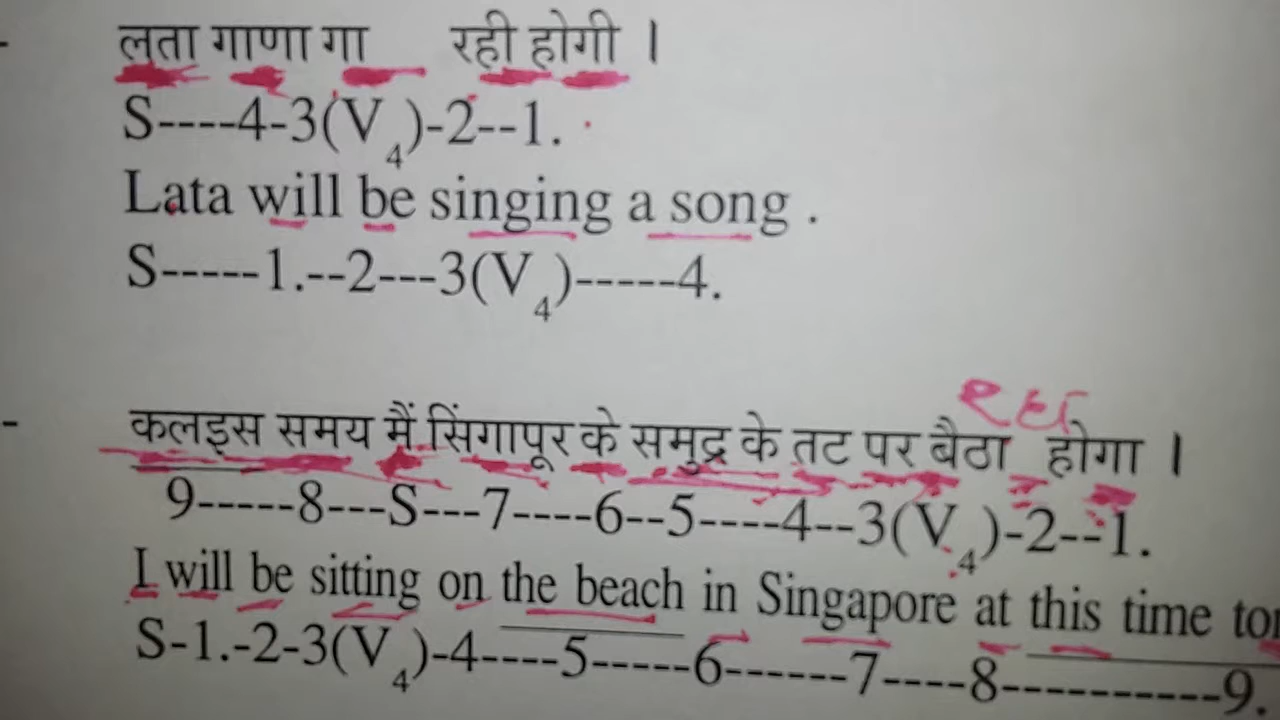 लता गाणा गा रही होगी ।
S----4-3(V4)-2--1.
Lata will be singing a song .
S-----1.--2---3(V4)-----4.
रहा
कलइस समय मैं सिंगापूर के समुद्र के तट पर बैठा होगा ।
9-----8---S---7----6--5----4--3(V4)-2--1.
I will be sitting on the beach in Singapore at this time
S-1.-2-3(V4)-4----5-----6------7----8----------9.